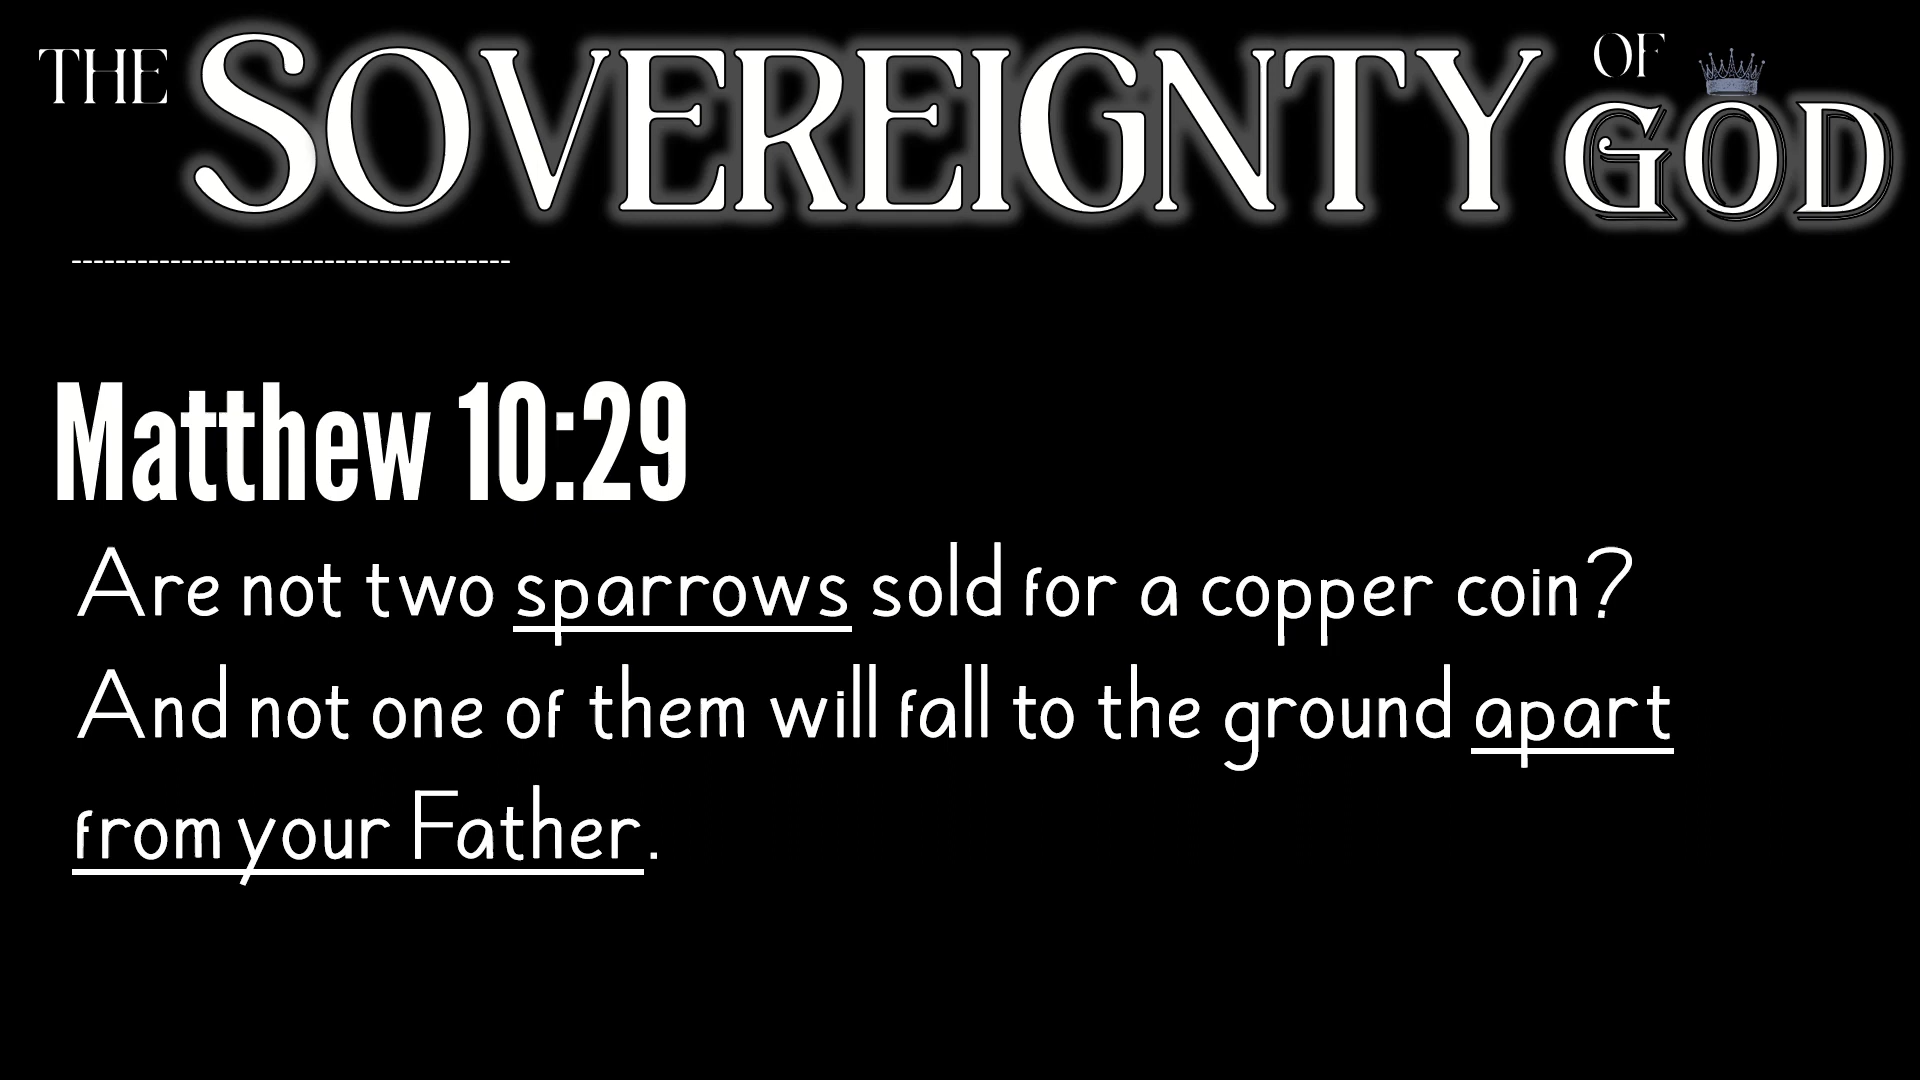 THE SOVEREIGNTY OF GOD
----------------------------------------
Matthew 10:29
Are not two sparrows sold for a copper coin?
And not one of them will fall to the ground apart
from your Father.